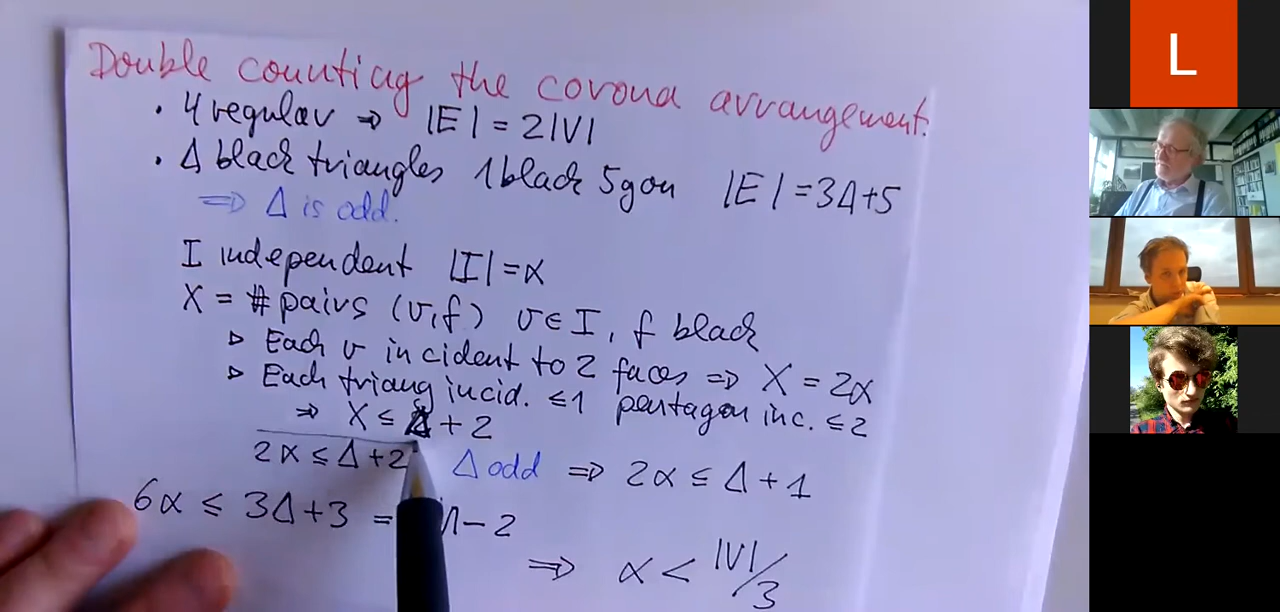 Double counting the corona arrangement.
· 4 regular ⇒ |E| = 2|V|
· Δ black triangles 1 black 5gon |E| = 3Δ+5
⇒ Δ is odd.
I independent |I| = α
X = # pairs (v,f) v∈I, f black
▷ Each v incident to 2 faces ⇒ X = 2α
▷ Each triang incid. ≤1 pentagon inc. ≤2
⇒ X ≤ Δ + 2
2α ≤ Δ+2 Δ odd ⇒ 2α ≤ Δ+1
6α ≤ 3Δ+3 = - 2
⇒ α < |V|/3
L